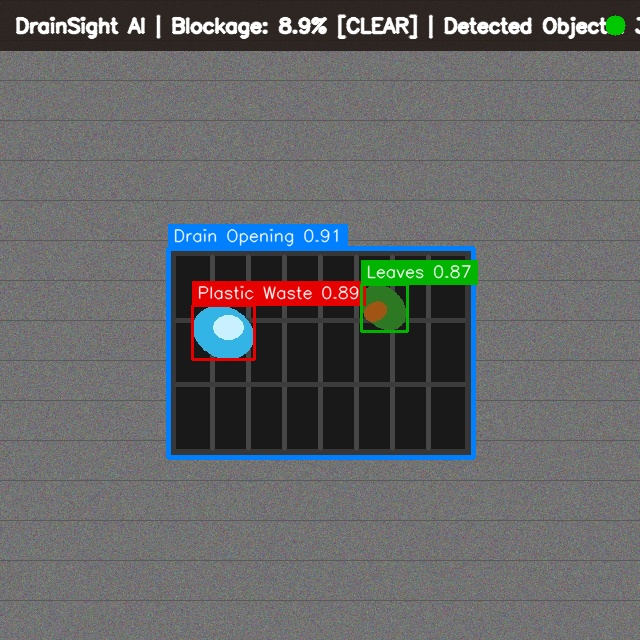 DrainSight AI | Blockage: 8.9% [CLEAR] | Detected Object
Drain Opening 0.91
Leaves 0.87
Plastic Waste 0.89